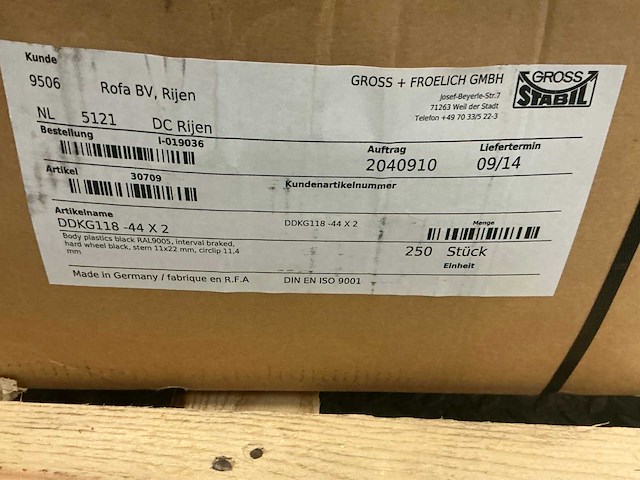 Kunde
9506 Rofa BV, Rijen
NL 5121 DC Rijen
GROSS + FROELICH GMBH
Josef-Beyerle-Str.7
71263 Weil der Stadt
Telefon +49 70 33/5 22-3
GROSS
STABIL
Bestellung I-019036
Auftrag Liefertermin
2040910 09/14
Artikel 30709
Kundenartikelnummer
Artikelname
DDKG118 -44 X 2 DDKG118 -44 X 2 Menge
Body plastics black RAL9005, interval braked,
hard wheel black, stem 11x22 mm, circlip 11,4
mm
250 Stück
Einheit
Made in Germany / fabrique en R.F.A DIN EN ISO 9001